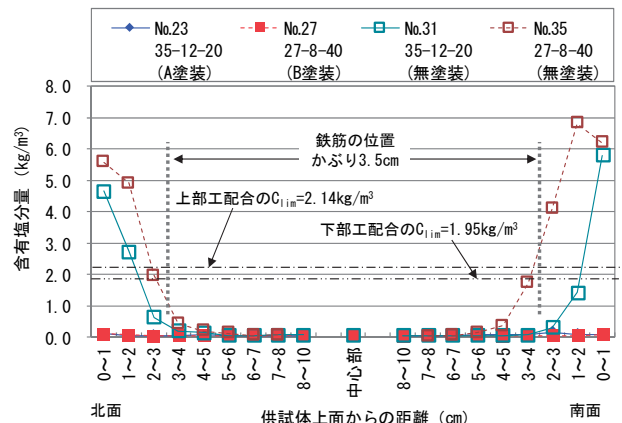 No.23 No.27 No.31 No.35
35-12-20 27-8-40 35-12-20 27-8-40
(A塗装) (B塗装) (無塗装) (無塗装)
含有塩分量 (kg/m³)
8.0
7.0
6.0
5.0
4.0
3.0
2.0
1.0
0.0
鉄筋の位置
かぶり3.5cm
上部工配合のClim=2.14kg/m³
下部工配合のClim=1.95kg/m³
0~1 1~2 2~3 3~4 4~5 5~6 6~7 7~8 8~10 中心部 8~10 7~8 6~7 5~6 4~5 3~4 2~3 1~2 0~1
北面 供試体上面からの距離 (cm) 南面